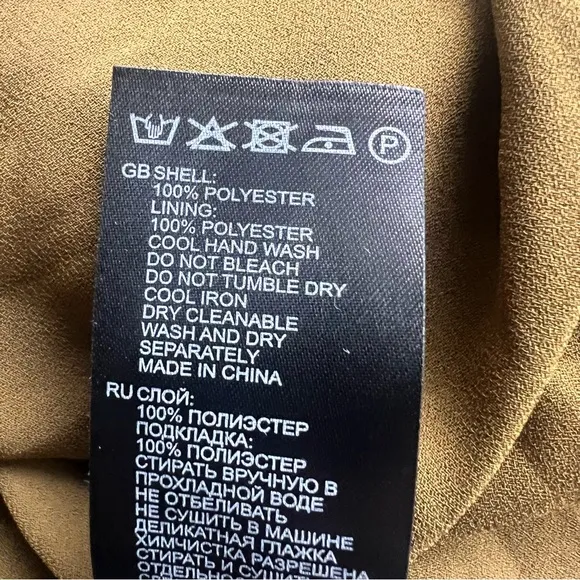 P
GB SHELL:
100% POLYESTER
LINING:
100% POLYESTER
COOL HAND WASH
DO NOT BLEACH
DO NOT TUMBLE DRY
COOL IRON
DRY CLEANABLE
WASH AND DRY
SEPARATELY
MADE IN CHINA
RU СЛОЙ:
100% ПОЛИЭСТЕР
ПОДКЛАДКА:
100% ПОЛИЭСТЕР
СТИРАТЬ ВРУЧНУЮ В
ПРОХЛАДНОЙ ВОДЕ
НЕ ОТБЕЛИВАТЬ
НЕ СУШИТЬ В МАШИНЕ
ДЕЛИКАТНАЯ ГЛАЖКА
ХИМЧИСТКА РАЗРЕШЕНА
СТИРАТЬ И СУШИТЬ